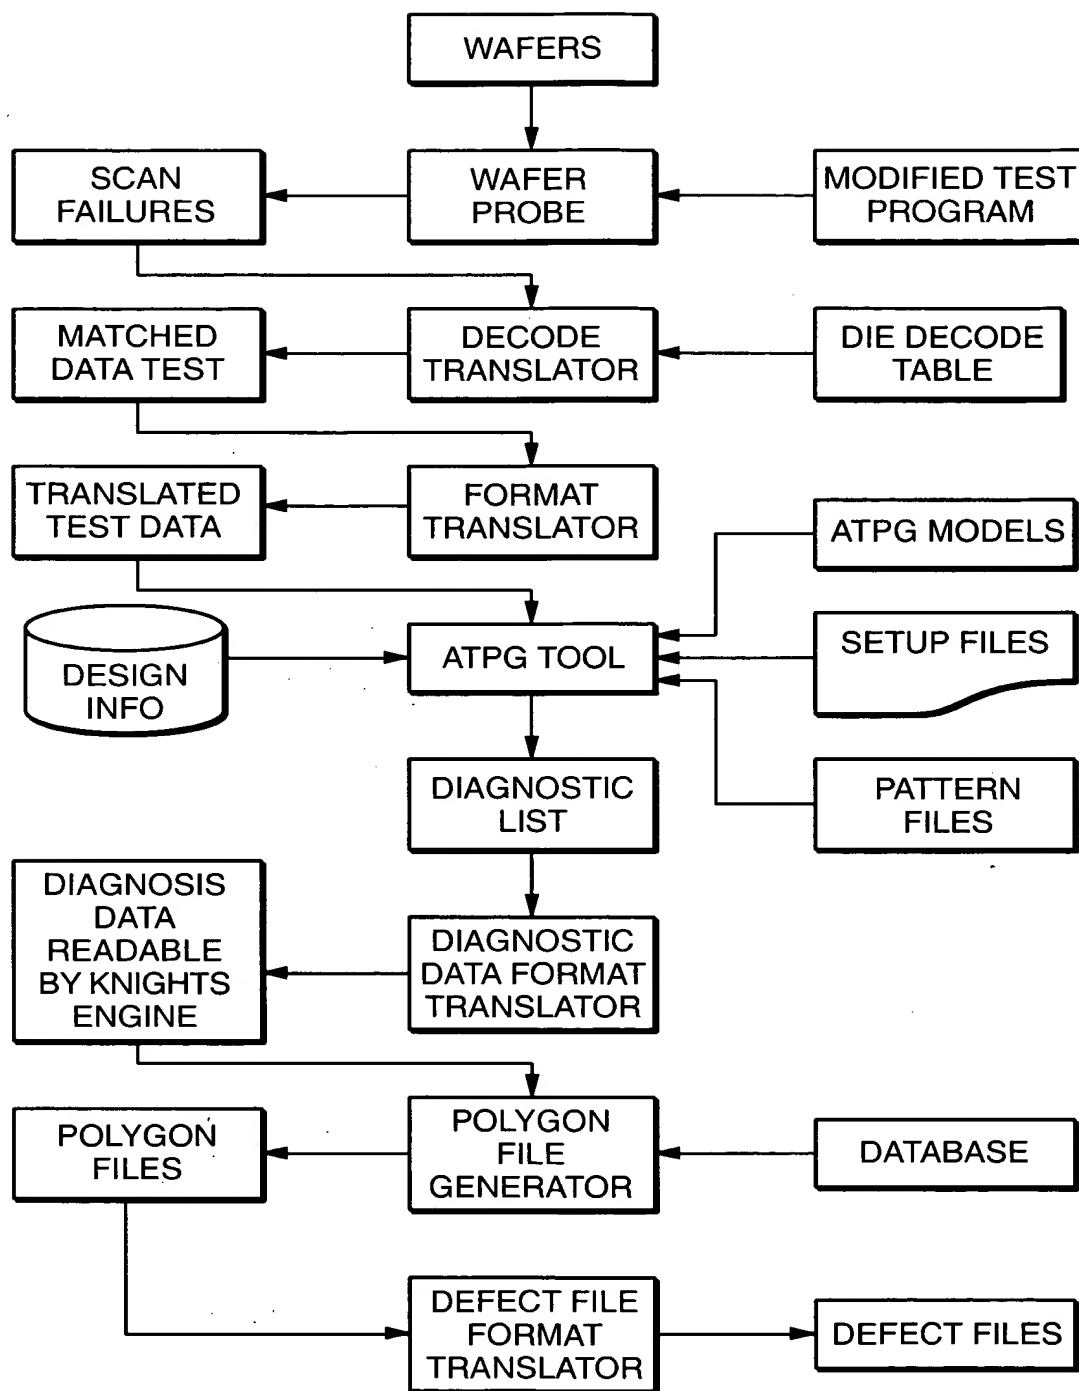 WAFERS
SCAN
FAILURES
WAFER
PROBE
MODIFIED TEST
PROGRAM
MATCHED
DATA TEST
DECODE
TRANSLATOR
DIE DECODE
TABLE
TRANSLATED
TEST DATA
FORMAT
TRANSLATOR
ATPG MODELS
DESIGN
INFO
ATPG TOOL
SETUP FILES
DIAGNOSTIC
LIST
PATTERN
FILES
DIAGNOSIS
DATA
READABLE
BY KNIGHTS
ENGINE
DIAGNOSTIC
DATA FORMAT
TRANSLATOR
POLYGON
FILES
POLYGON
FILE
GENERATOR
DATABASE
DEFECT FILE
FORMAT
TRANSLATOR
DEFECT FILES